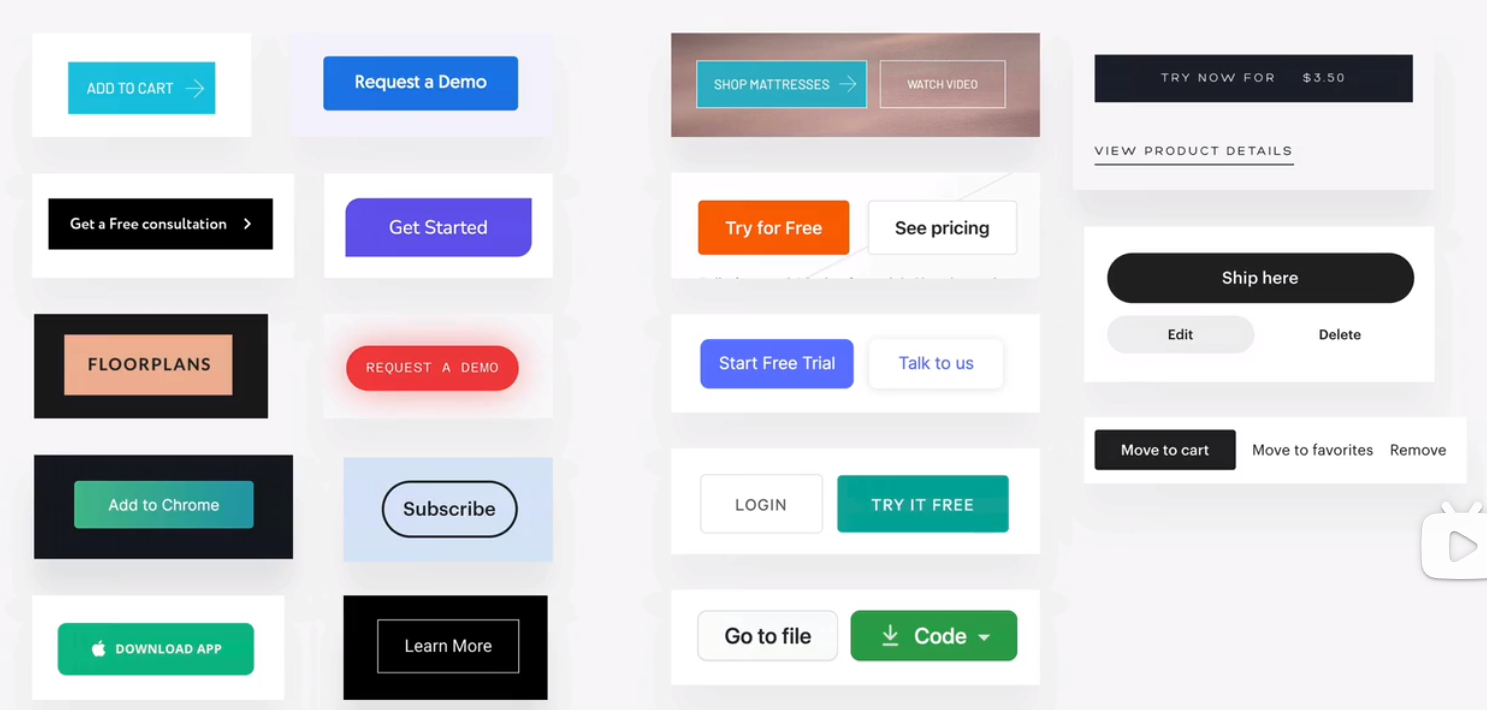 ADD TO CART
Request a Demo
Get a Free consultation
Get Started
FLOORPLANS
REQUEST A DEMO
Add to Chrome
Subscribe
DOWNLOAD APP
Learn More
SHOP MATTRESSES
WATCH VIDEO
Try for Free
See pricing
Start Free Trial
Talk to us
LOGIN
TRY IT FREE
Go to file
Code
TRY NOW FOR $3.50
VIEW PRODUCT DETAILS
Ship here
Edit
Delete
Move to cart
Move to favorites
Remove